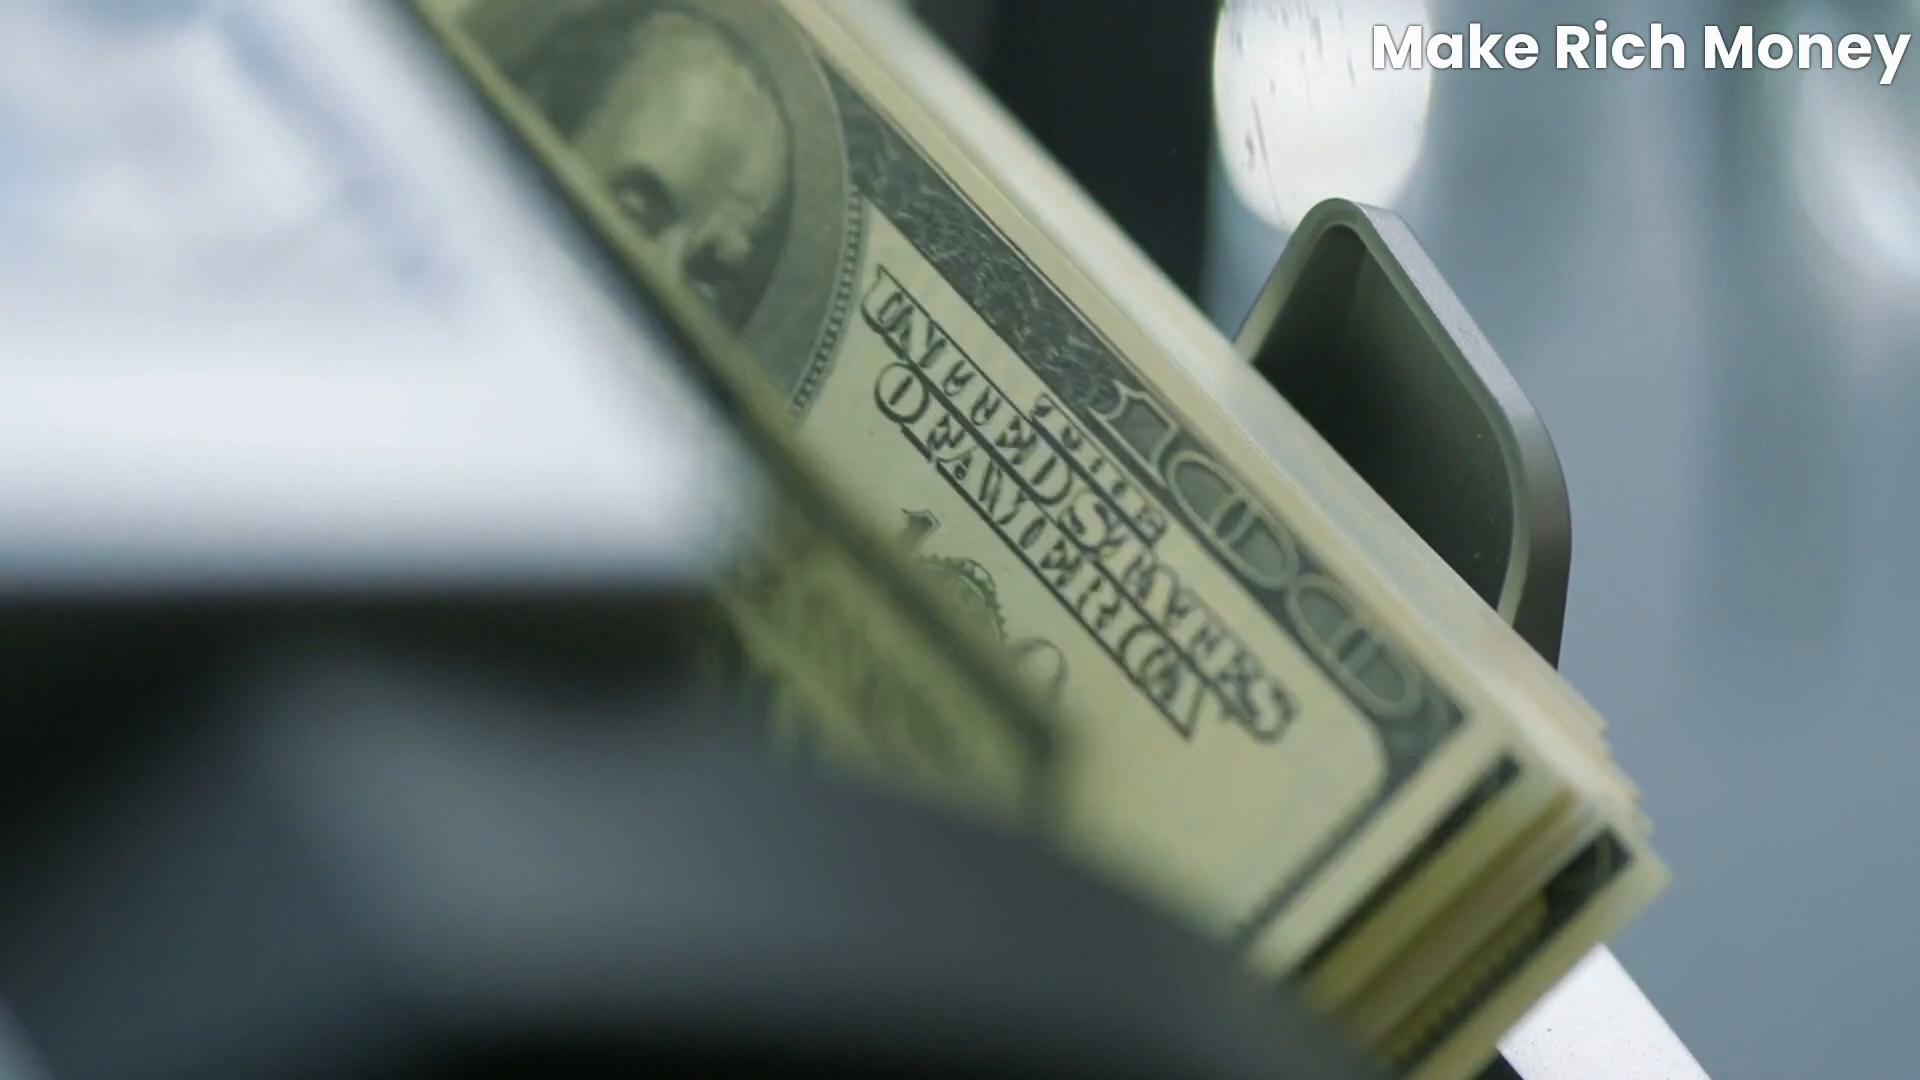 Make Rich Money
THE
UNITED STATES
OF AMERICA
100